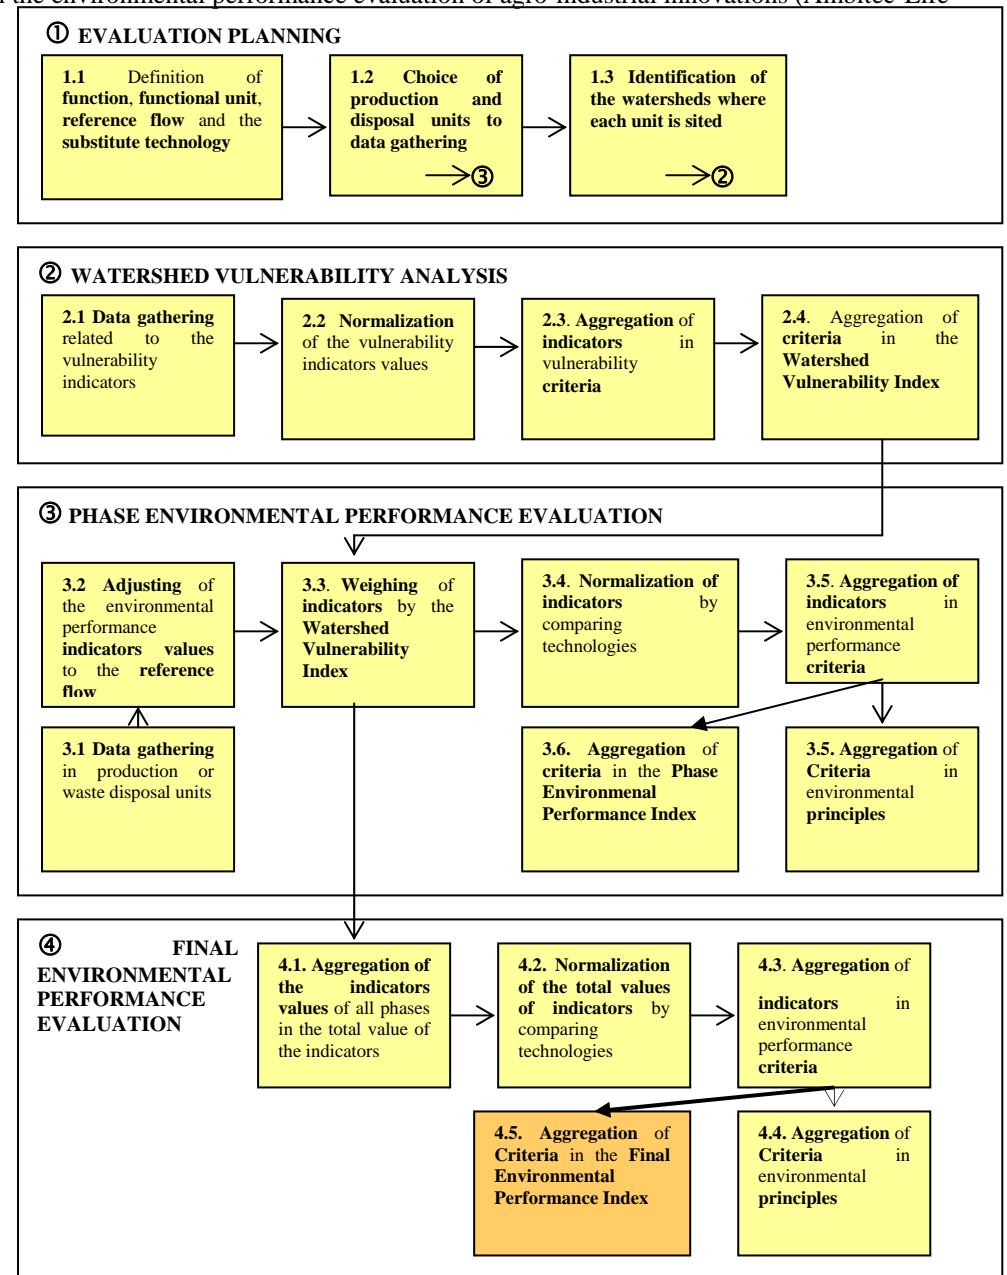 the environmental performance evaluation of agro-industrial innovations (Ambitec-Life
① EVALUATION PLANNING
1.1 Definition of
function, functional unit,
reference flow and the
substitute technology
1.2 Choice of
production and
disposal units to
data gathering
③
1.3 Identification of
the watersheds where
each unit is sited
②
② WATERSHED VULNERABILITY ANALYSIS
2.1 Data gathering
related to the
vulnerability
indicators
2.2 Normalization
of the vulnerability
indicators values
2.3. Aggregation of
indicators in
vulnerability
criteria
2.4. Aggregation of
criteria in the
Watershed
Vulnerability Index
③ PHASE ENVIRONMENTAL PERFORMANCE EVALUATION
3.2 Adjusting of
the environmental
performance
indicators values
to the reference
flow
3.3. Weighing of
indicators by the
Watershed
Vulnerability
Index
3.4. Normalization of
indicators by
comparing
technologies
3.5. Aggregation of
indicators in
environmental
performance
criteria
3.1 Data gathering
in production or
waste disposal units
3.6. Aggregation of
criteria in the Phase
Environmenal
Performance Index
3.5. Aggregation of
Criteria in
environmental
principles
④ FINAL
ENVIRONMENTAL
PERFORMANCE
EVALUATION
4.1. Aggregation of
the indicators
values of all phases
in the total value of
the indicators
4.2. Normalization
of the total values
of indicators by
comparing
technologies
4.3. Aggregation of
indicators in
environmental
performance
criteria
4.5. Aggregation of
Criteria in the Final
Environmental
Performance Index
4.4. Aggregation of
Criteria in
environmental
principles